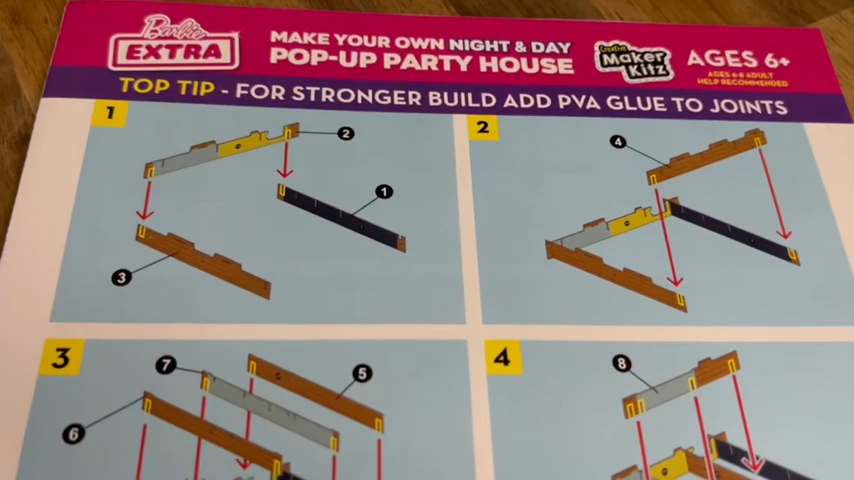 Barbie
EXTRA
MAKE YOUR OWN NIGHT & DAY
POP-UP PARTY HOUSE
Creative
Maker
Kitz
AGES 6+
AGES 6-8 ADULT
HELP RECOMMENDED
TOP TIP - FOR STRONGER BUILD ADD PVA GLUE TO JOINTS
1
2
1
3
2
4
3
7
5
6
4
8